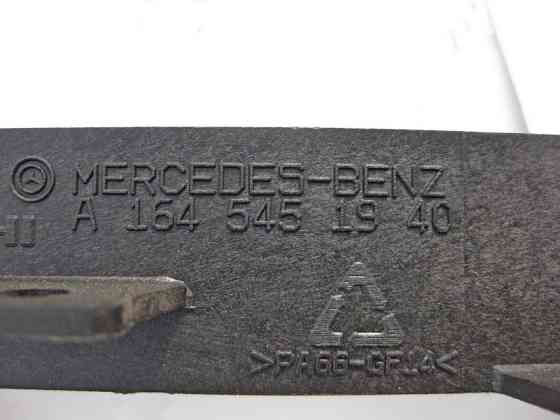 MERCEDES-BENZ
A 164 545 19 40
>PA66-GF14<